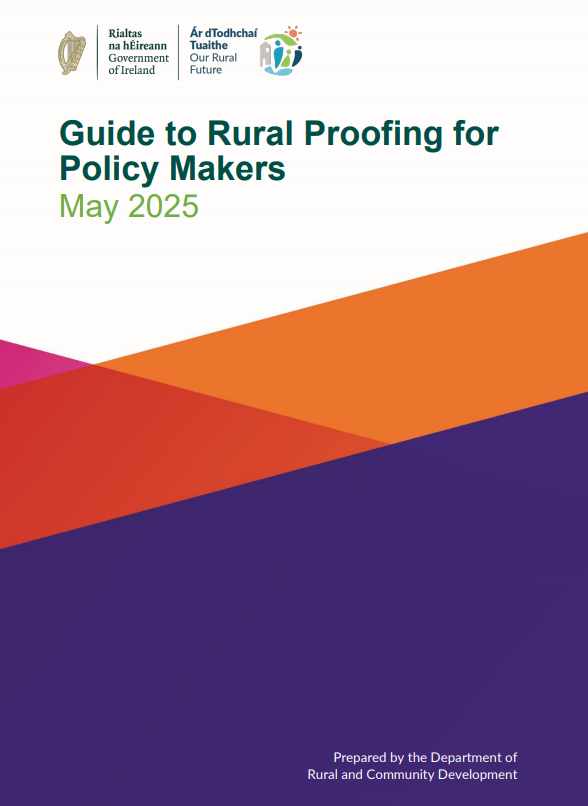 Rialtas
na hÉireann
Government
of Ireland
Ár dTodhchaí
Tuaithe
Our Rural
Future
Guide to Rural Proofing for
Policy Makers
May 2025
Prepared by the Department of
Rural and Community Development